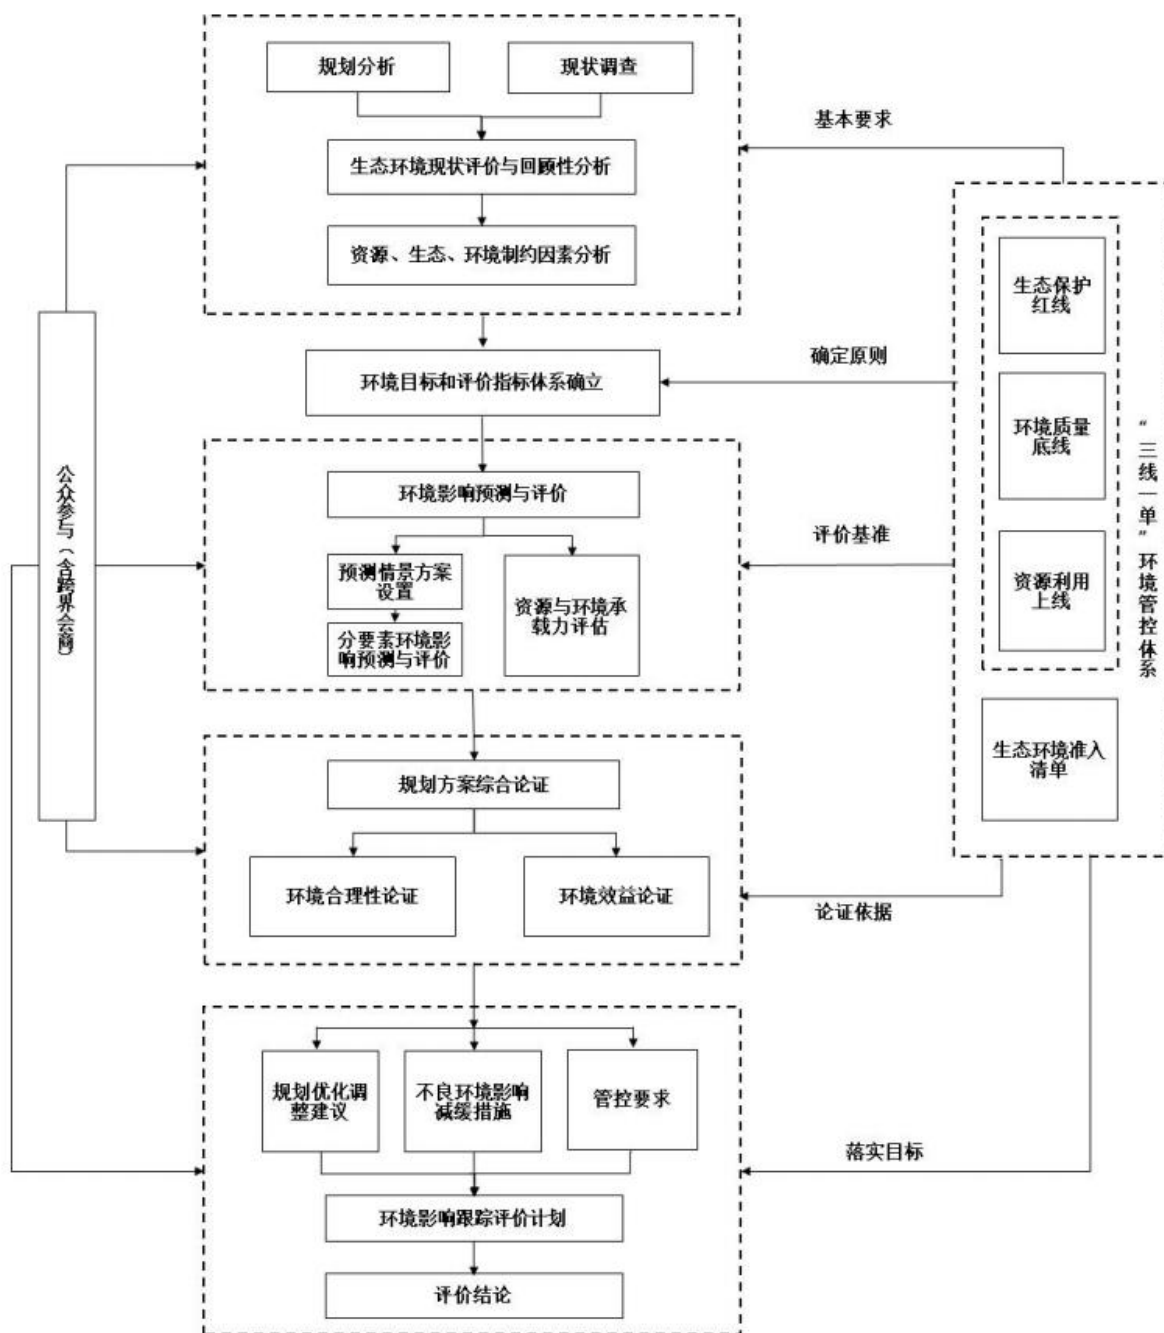 规划分析
现状调查
生态环境现状评价与回顾性分析
资源、生态、环境制约因素分析
基本要求
环境目标和评价指标体系确立
确定原则
环境影响预测与评价
预测情景方案
设置
分要素环境影
响预测与评价
资源与环境承
载力评估
评价基准
规划方案综合论证
环境合理性论证
环境效益论证
论证依据
规划优化调
整建议
不良环境影响
减缓措施
管控要求
落实目标
环境影响跟踪评价计划
评价结论
公众参与（含跨界会商）
生态保护
红线
环境质量
底线
资源利用
上线
生态环境准入
清单
“三线一单”环境管控体系